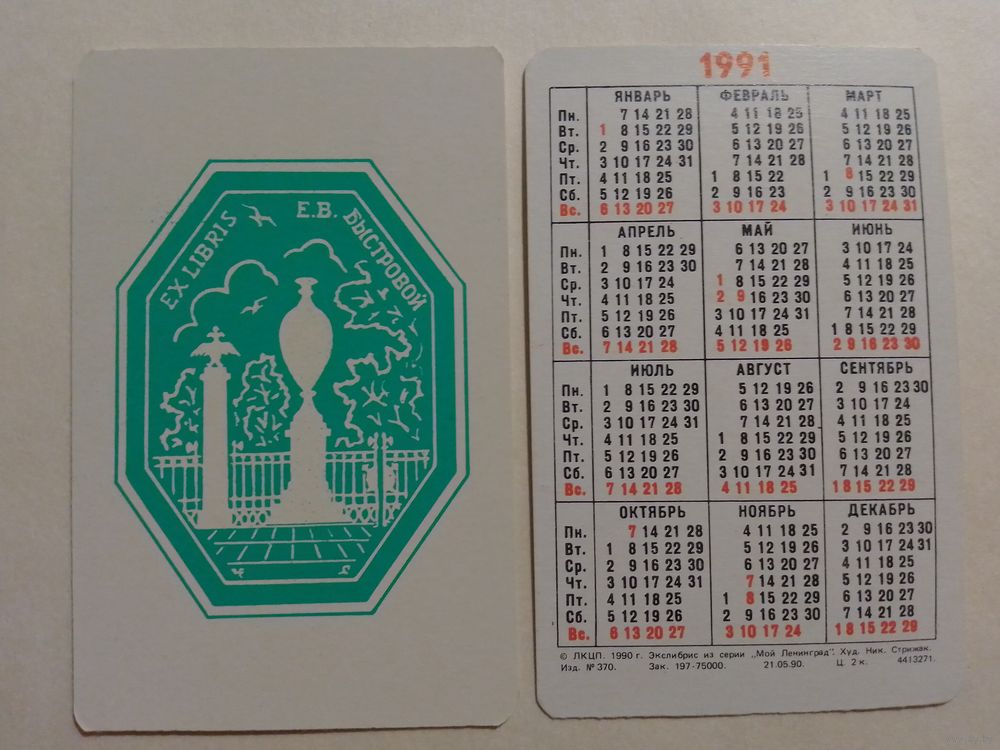 EX LIBRIS Е.В. БЫСТРОВОЙ
1991
ЯНВАРЬ ФЕВРАЛЬ МАРТ
Пн. 7 14 21 28 4 11 18 25 4 11 18 25
Вт. 1 8 15 22 29 5 12 19 26 5 12 19 26
Ср. 2 9 16 23 30 6 13 20 27 6 13 20 27
Чт. 3 10 17 24 31 7 14 21 28 7 14 21 28
Пт. 4 11 18 25 1 8 15 22 1 8 15 22 29
Сб. 5 12 19 26 2 9 16 23 2 9 16 23 30
Вс. 6 13 20 27 3 10 17 24 3 10 17 24 31
АПРЕЛЬ МАЙ ИЮНЬ
Пн. 1 8 15 22 29 6 13 20 27 3 10 17 24
Вт. 2 9 16 23 30 7 14 21 28 4 11 18 25
Ср. 3 10 17 24 1 8 15 22 29 5 12 19 26
Чт. 4 11 18 25 2 9 16 23 30 6 13 20 27
Пт. 5 12 19 26 3 10 17 24 31 7 14 21 28
Сб. 6 13 20 27 4 11 18 25 1 8 15 22 29
Вс. 7 14 21 28 5 12 19 26 2 9 16 23 30
ИЮЛЬ АВГУСТ СЕНТЯБРЬ
Пн. 1 8 15 22 29 5 12 19 26 2 9 16 23 30
Вт. 2 9 16 23 30 6 13 20 27 3 10 17 24
Ср. 3 10 17 24 31 7 14 21 28 4 11 18 25
Чт. 4 11 18 25 1 8 15 22 29 5 12 19 26
Пт. 5 12 19 26 2 9 16 23 30 6 13 20 27
Сб. 6 13 20 27 3 10 17 24 31 7 14 21 28
Вс. 7 14 21 28 4 11 18 25 1 8 15 22 29
ОКТЯБРЬ НОЯБРЬ ДЕКАБРЬ
Пн. 7 14 21 28 4 11 18 25 2 9 16 23 30
Вт. 1 8 15 22 29 5 12 19 26 3 10 17 24 31
Ср. 2 9 16 23 30 6 13 20 27 4 11 18 25
Чт. 3 10 17 24 31 7 14 21 28 5 12 19 26
Пт. 4 11 18 25 1 8 15 22 29 6 13 20 27
Сб. 5 12 19 26 2 9 16 23 30 7 14 21 28
Вс. 6 13 20 27 3 10 17 24 1 8 15 22 29
© ЛКЦП. 1990 г. Экслибрис из серии „Мой Ленинград". Худ. Ник. Стрижак.
Изд. № 370. Зак. 197-75000. 21.05.90. Ц. 2 к. 4413271.